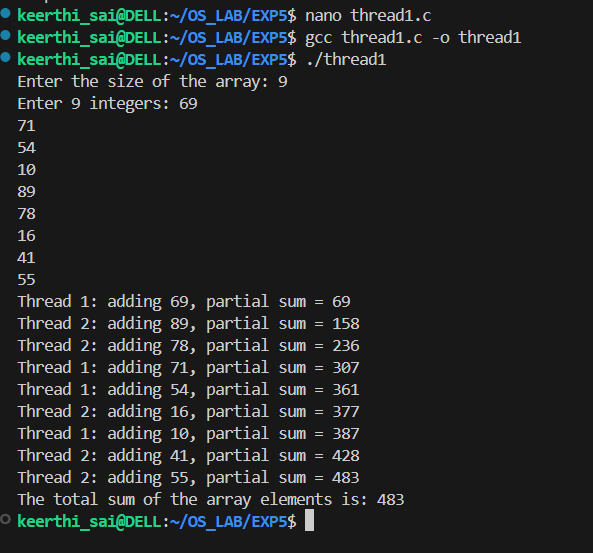 keerthi_sai@DELL:~/OS_LAB/EXP5$ nano thread1.c
keerthi_sai@DELL:~/OS_LAB/EXP5$ gcc thread1.c -o thread1
keerthi_sai@DELL:~/OS_LAB/EXP5$ ./thread1
Enter the size of the array: 9
Enter 9 integers: 69
71
54
10
89
78
16
41
55
Thread 1: adding 69, partial sum = 69
Thread 2: adding 89, partial sum = 158
Thread 2: adding 78, partial sum = 236
Thread 1: adding 71, partial sum = 307
Thread 1: adding 54, partial sum = 361
Thread 2: adding 16, partial sum = 377
Thread 1: adding 10, partial sum = 387
Thread 2: adding 41, partial sum = 428
Thread 2: adding 55, partial sum = 483
The total sum of the array elements is: 483
keerthi_sai@DELL:~/OS_LAB/EXP5$